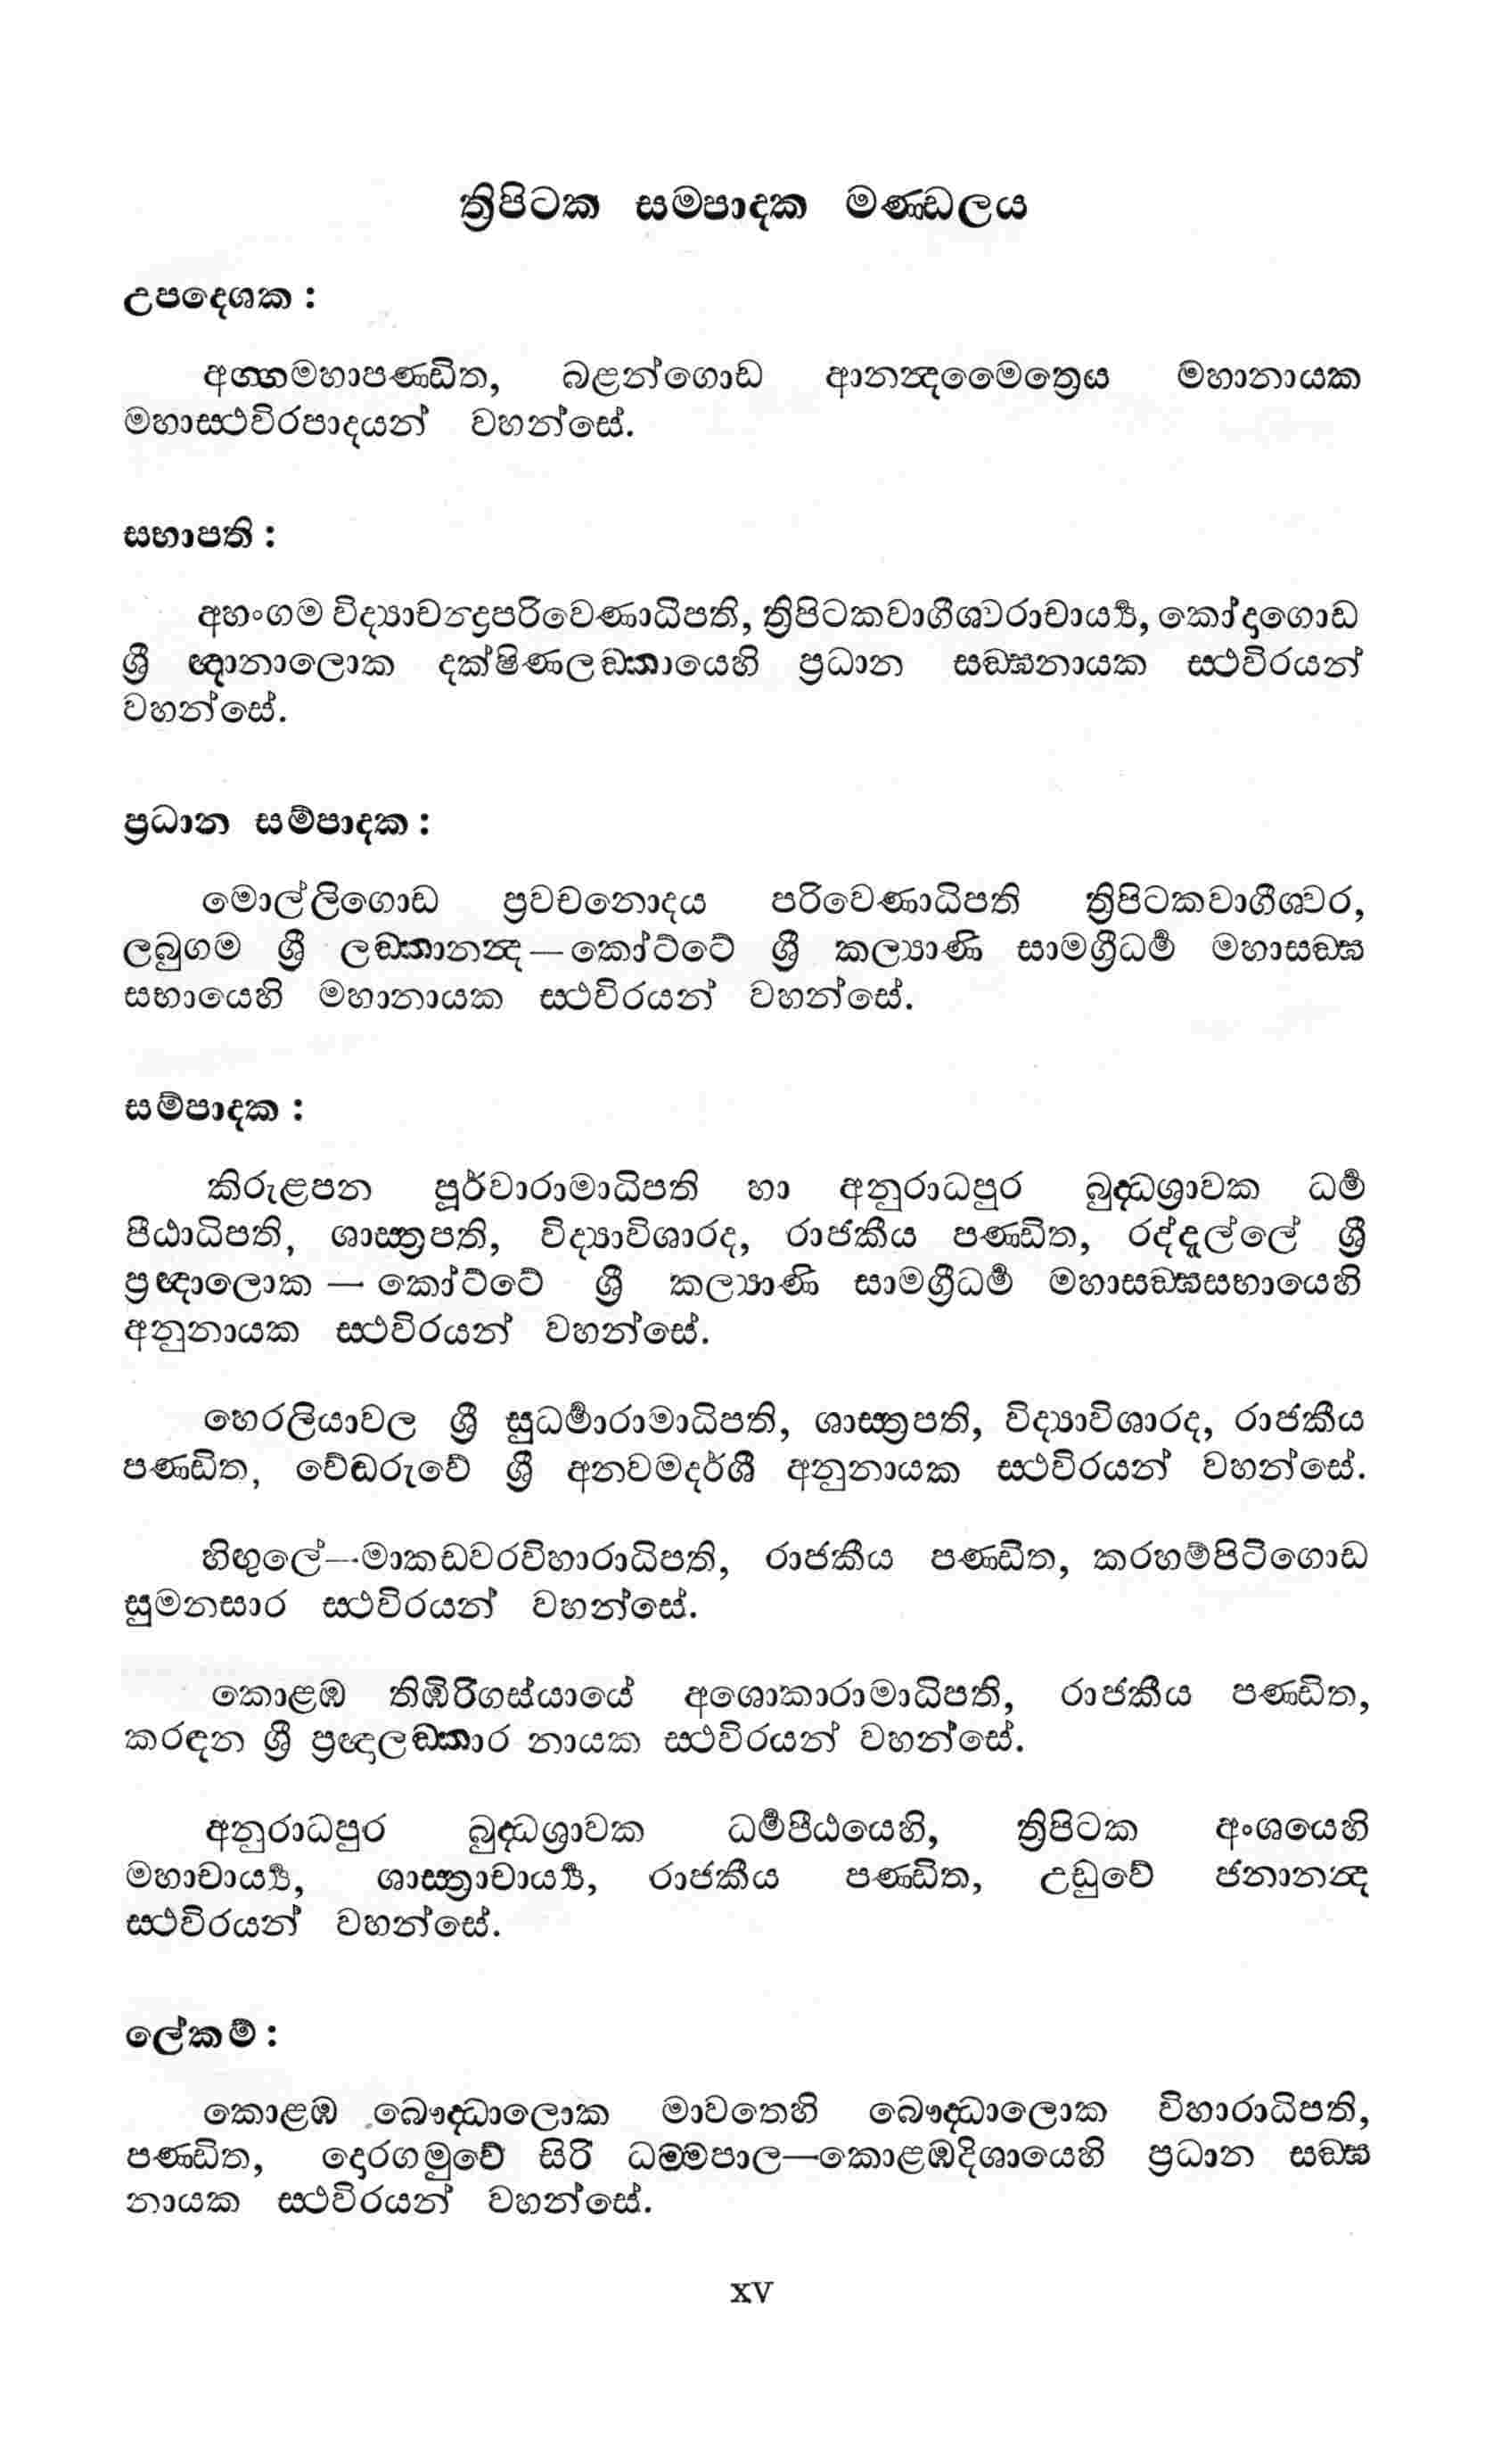 ත්‍රිපිටක සම්පාදක මණ්ඩලය
උපදෙශක :
අග්ගමහාපණ්ඩිත, බළන්ගොඩ ආනන්දමෛත්‍රෙය මහානායක
මහාස්ථවිරපාදයන් වහන්සේ.
සභාපති :
අහංගම විද්‍යාචන්ද්‍රපරිවෙණාධිපති, ත්‍රිපිටකවාගීශ්වරාචාර්‍ය්‍ය, කෝදාගොඩ
ශ්‍රී ඤානාලොක දක්ෂිණලඞ්කායෙහි ප්‍රධාන සඞ්ඝනායක ස්ථවිරයන්
වහන්සේ.
ප්‍රධාන සම්පාදක :
මොල්ලිගොඩ ප්‍රවචනොදය පරිවෙණාධිපති ත්‍රිපිටකවාගීශ්වර,
ලබුගම ශ්‍රී ලඞ්කානන්ද — කෝට්ටේ ශ්‍රී කල්‍යාණි සාමග්‍රීධර්‍ම මහාසඞ්ඝ
සභායෙහි මහානායක ස්ථවිරයන් වහන්සේ.
සම්පාදක :
කිරුළපන පූර්වාරාමාධිපති හා අනුරාධපුර බුද්ධශ්‍රාවක ධර්‍ම
පීඨාධිපති, ශාස්ත්‍රපති, විද්‍යාවිශාරද, රාජකීය පණ්ඩිත, රද්දැල්ලේ ශ්‍රී
ප්‍රඥාලොක — කෝට්ටේ ශ්‍රී කල්‍යාණි සාමග්‍රීධර්‍ම මහාසඞ්ඝසභායෙහි
අනුනායක ස්ථවිරයන් වහන්සේ.
හෙරලියාවල ශ්‍රී සුධර්‍මාරාමාධිපති, ශාස්ත්‍රපති, විද්‍යාවිශාරද, රාජකීය
පණ්ඩිත, වේඬරුවේ ශ්‍රී අනවමදර්ශී අනුනායක ස්ථවිරයන් වහන්සේ.
හිඟුලේ—මාකඩවරවිහාරාධිපති, රාජකීය පණ්ඩිත, කරහම්පිටිගොඩ
සුමනසාර ස්ථවිරයන් වහන්සේ.
කොළඹ තිඹිරිගස්යායේ අශොකාරාමාධිපති, රාජකීය පණ්ඩිත,
කරඳන ශ්‍රී ප්‍රඥාලඞ්කාර නායක ස්ථවිරයන් වහන්සේ.
අනුරාධපුර බුද්ධශ්‍රාවක ධර්‍මපීඨයෙහි, ත්‍රිපිටක අංශයෙහි
මහාචාර්‍ය්‍ය, ශාස්ත්‍රාචාර්‍ය්‍ය, රාජකීය පණ්ඩිත, උඩුවේ ජනානන්ද
ස්ථවිරයන් වහන්සේ.
ලේකම් :
කොළඹ බෞද්ධාලොක මාවතෙහි බෞද්ධාලොක විහාරාධිපති,
පණ්ඩිත, දොරගමුවේ සිරි ධම්මපාල—කොළඹදිශායෙහි ප්‍රධාන සඞ්ඝ
නායක ස්ථවිරයන් වහන්සේ.
xv